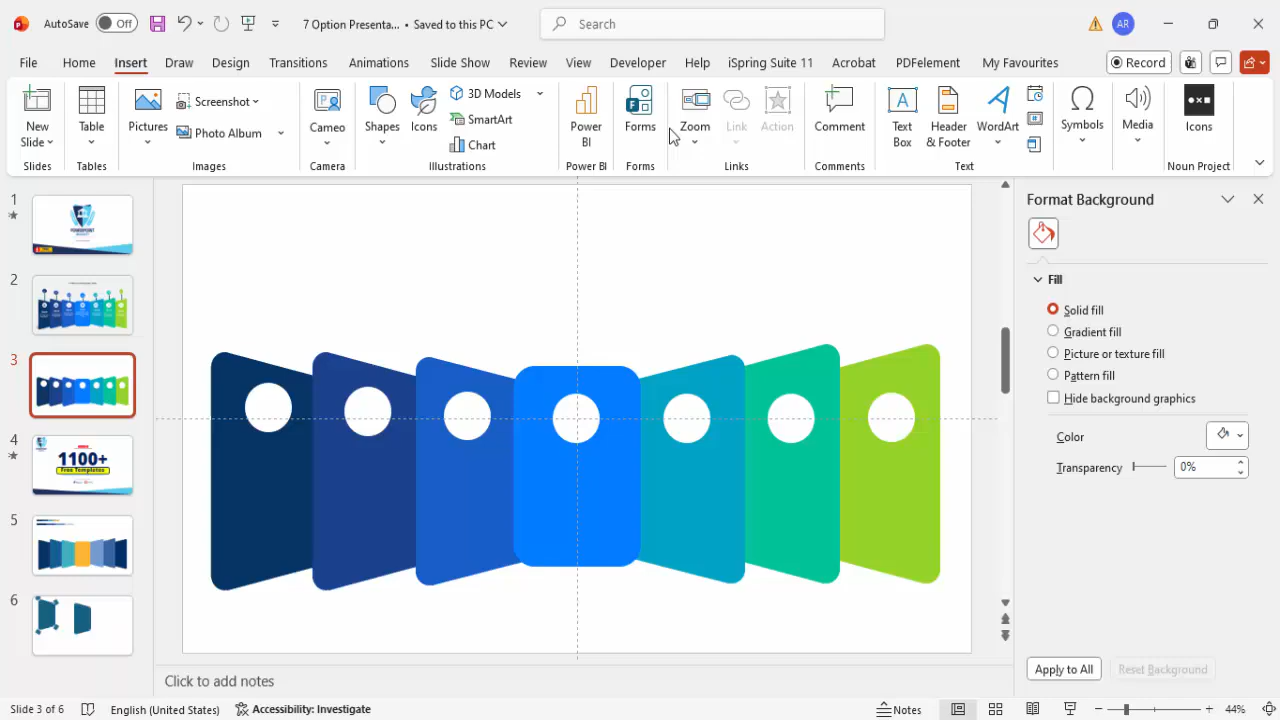 AutoSave Off 7 Option Presenta... • Saved to this PC Search AR
File Home Insert Draw Design Transitions Animations Slide Show Review View Developer Help iSpring Suite 11 Acrobat PDFelement My Favourites Record
New Slide
Slides
Table
Tables
Pictures
Screenshot
Photo Album
Images
Cameo
Camera
Shapes
Icons
3D Models
SmartArt
Chart
Illustrations
Power BI
Power BI
Forms
Forms
Zoom
Link
Action
Links
Comment
Comments
Text Box
Header & Footer
WordArt
Text
Symbols
Media
Icons
Noun Project
1
2
3
4
1100+
Free Templates
5
6
Format Background
Fill
Solid fill
Gradient fill
Picture or texture fill
Pattern fill
Hide background graphics
Color
Transparency 0%
Apply to All Reset Background
Click to add notes
Slide 3 of 6 English (United States) Accessibility: Investigate Notes 44%